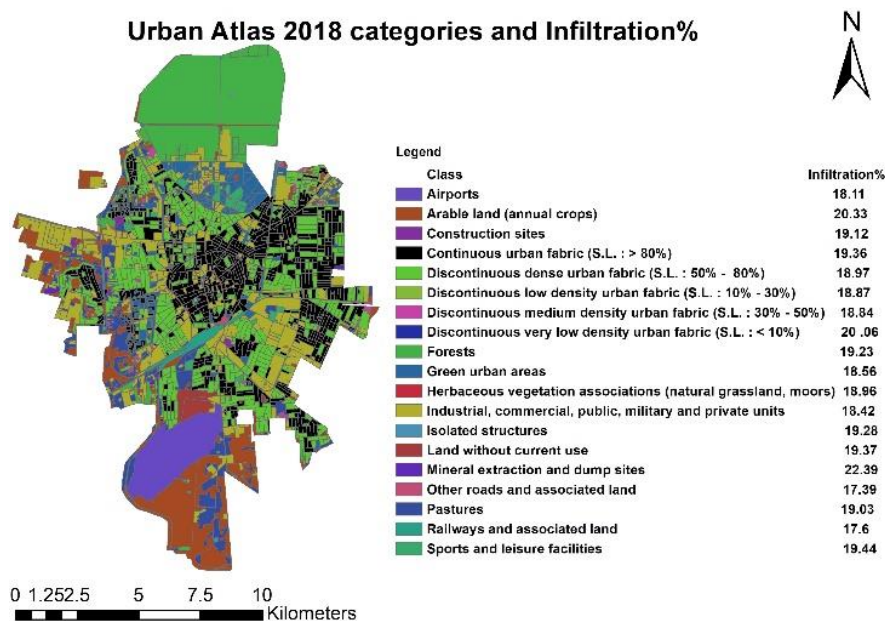 Urban Atlas 2018 categories and Infiltration%
N
Legend
Class Infiltration%
Airports 18.11
Arable land (annual crops) 20.33
Construction sites 19.12
Continuous urban fabric (S.L. : > 80%) 19.36
Discontinuous dense urban fabric (S.L. : 50% - 80%) 18.97
Discontinuous low density urban fabric (S.L. : 10% - 30%) 18.87
Discontinuous medium density urban fabric (S.L. : 30% - 50%) 18.84
Discontinuous very low density urban fabric (S.L. : < 10%) 20 .06
Forests 19.23
Green urban areas 18.56
Herbaceous vegetation associations (natural grassland, moors) 18.96
Industrial, commercial, public, military and private units 18.42
Isolated structures 19.28
Land without current use 19.37
Mineral extraction and dump sites 22.39
Other roads and associated land 17.39
Pastures 19.03
Railways and associated land 17.6
Sports and leisure facilities 19.44
0 1.252.5 5 7.5 10
Kilometers